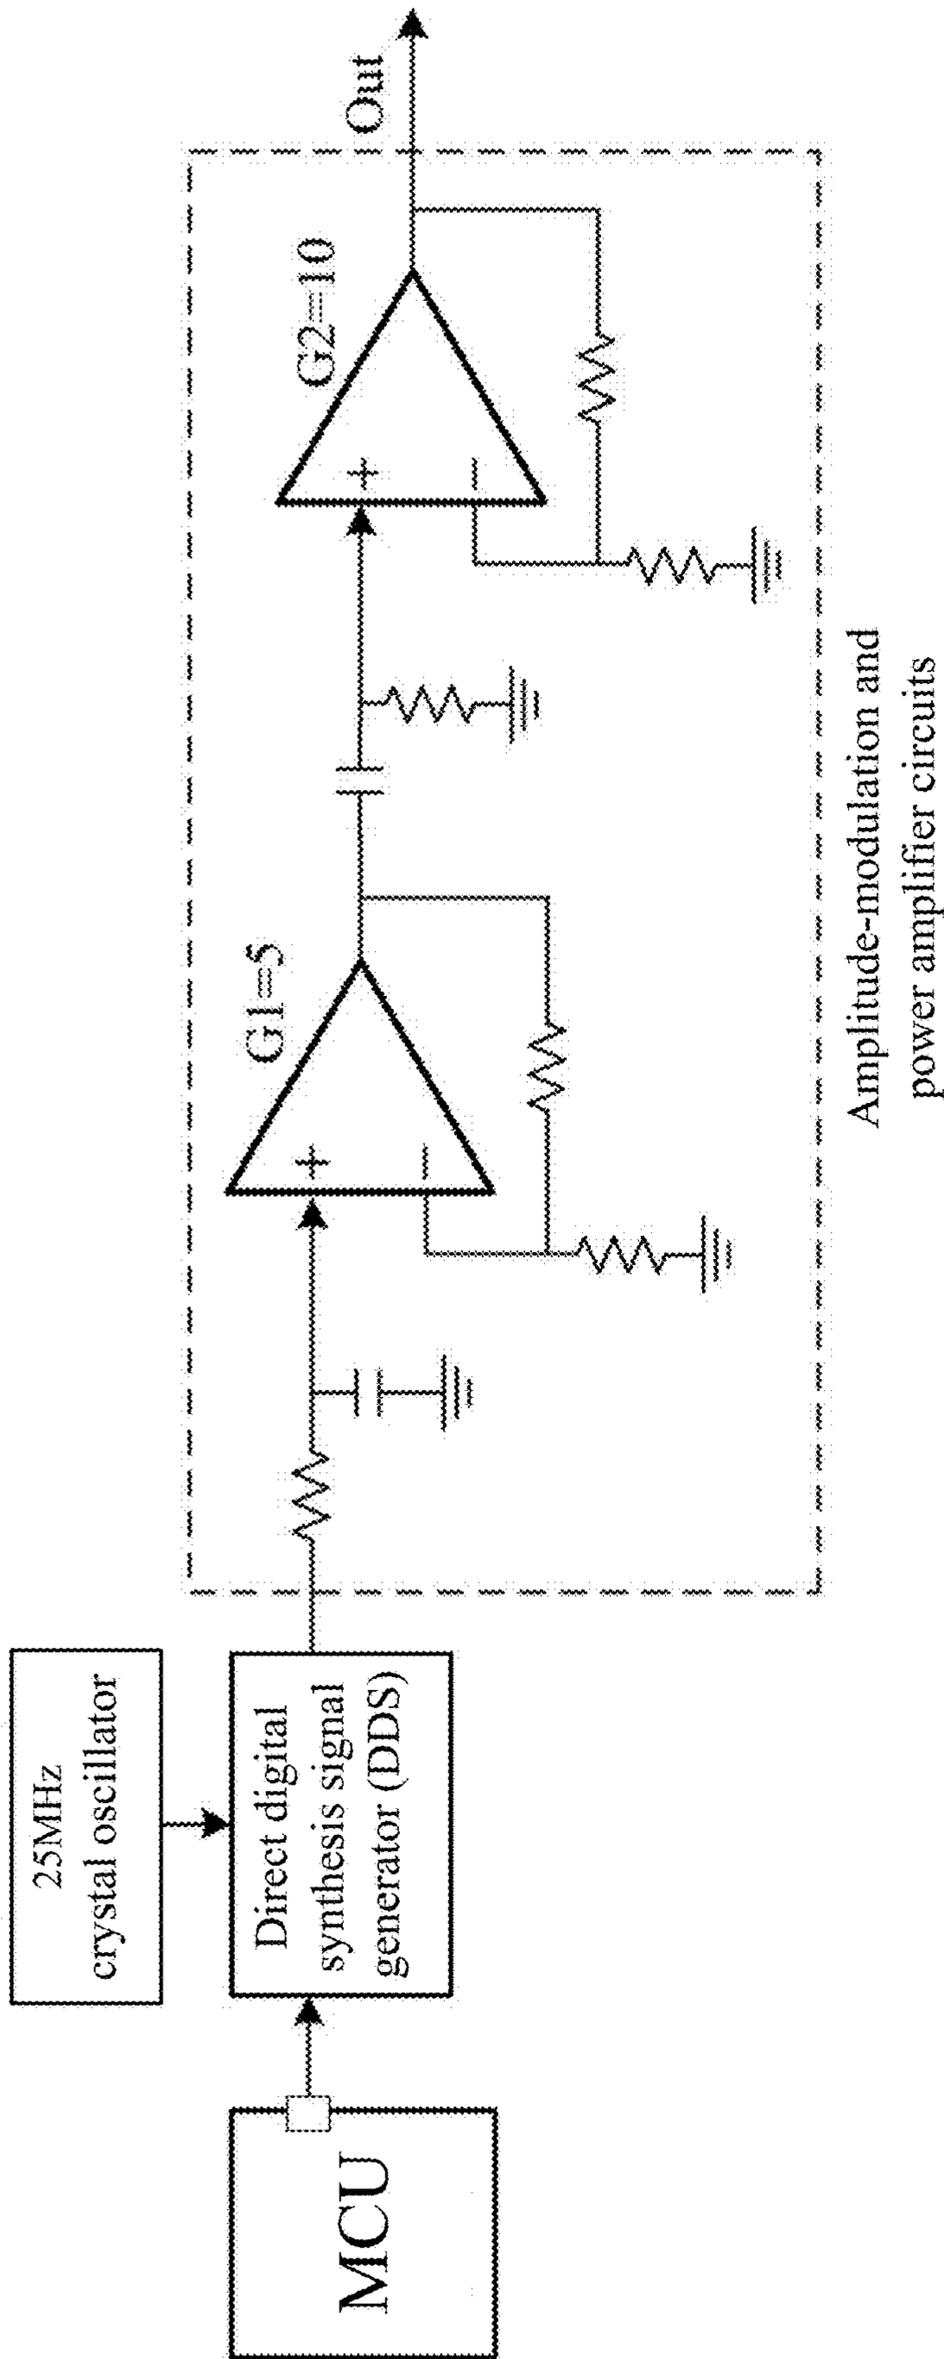 25MHz
crystal oscillator
MCU
Direct digital
synthesis signal
generator (DDS)
G1=5
+
−
G2=10
+
−
Out
Amplitude-modulation and
power amplifier circuits